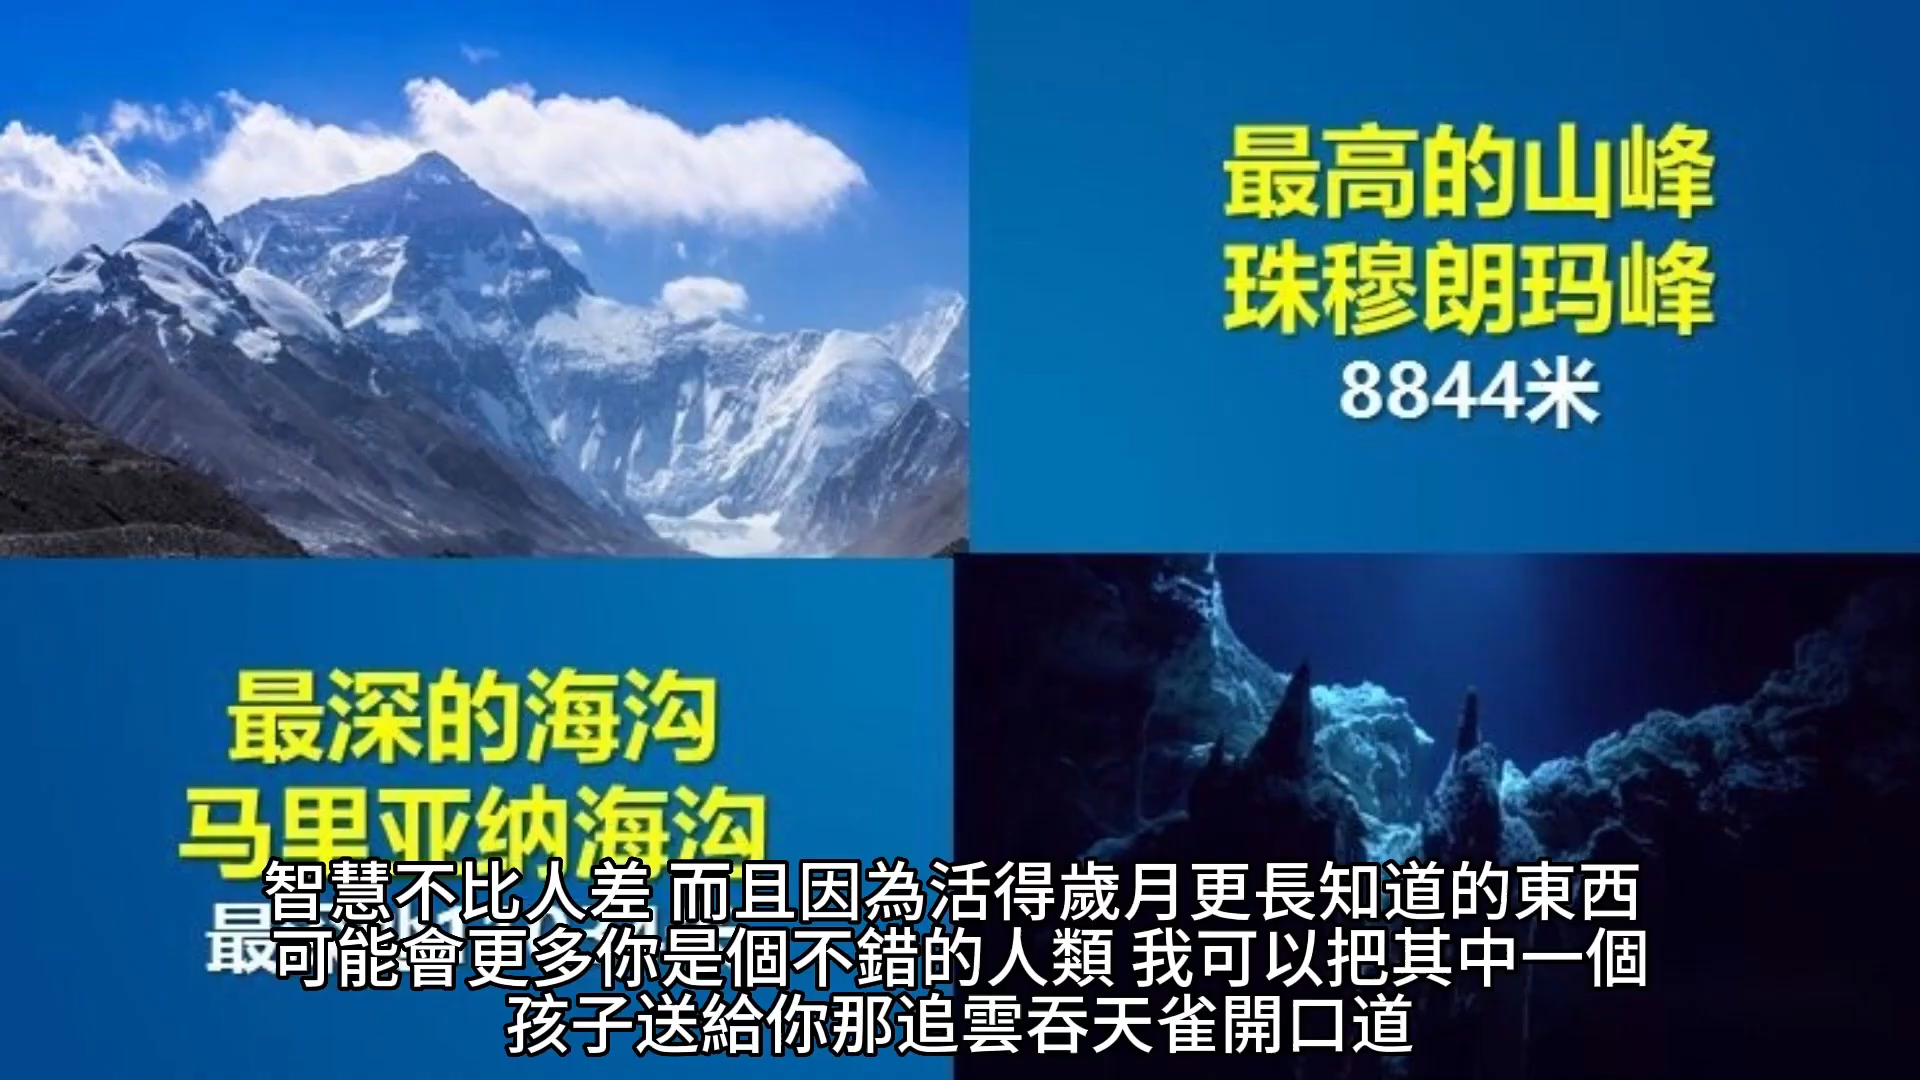 最高的山峰
珠穆朗玛峰
8844米
最深的海沟
马里亚纳海沟
最
智慧不比人差 而且因為活得歲月更長知道的東西
可能會更多你是個不錯的人類 我可以把其中一個
孩子送給你那追雲吞天雀開口道